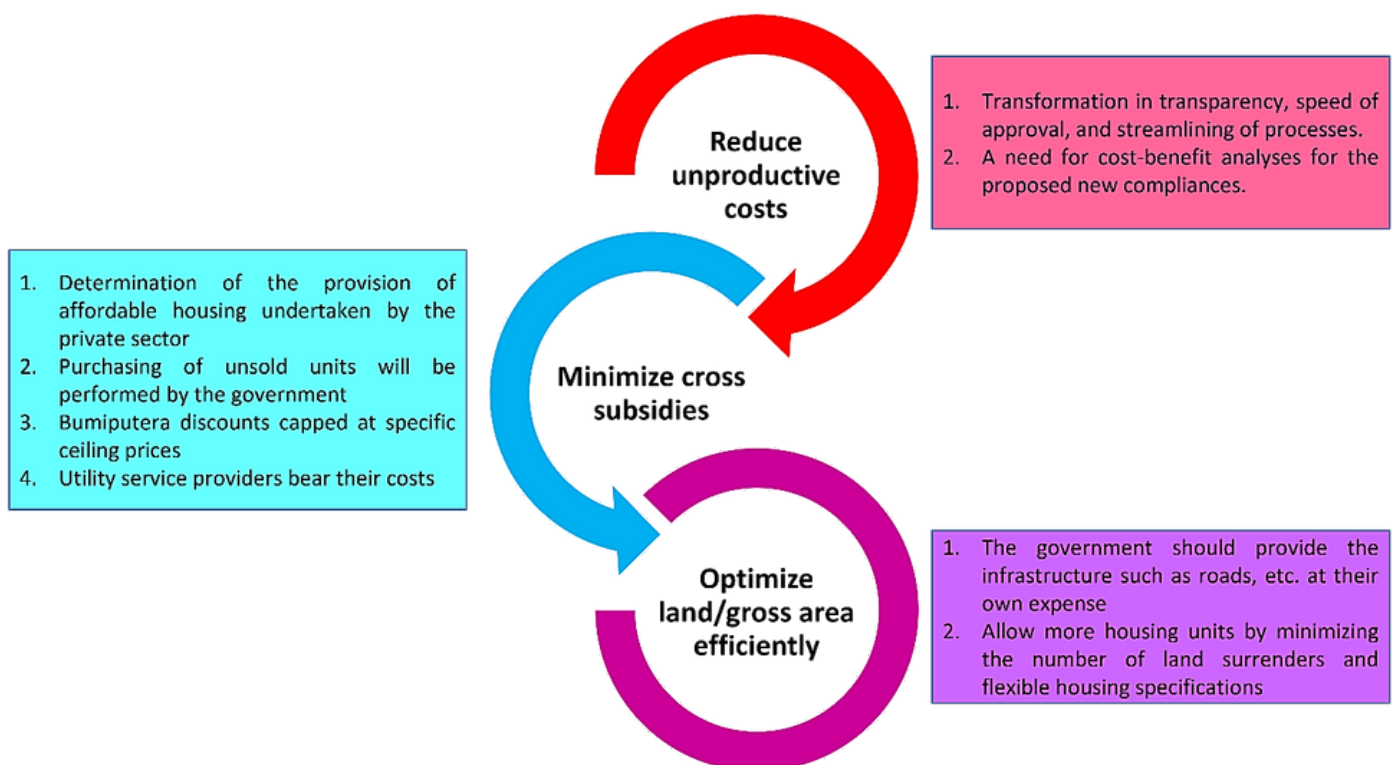 Reduce
unproductive
costs
1. Transformation in transparency, speed of
approval, and streamlining of processes.
2. A need for cost-benefit analyses for the
proposed new compliances.
Minimize cross
subsidies
1. Determination of the provision of
affordable housing undertaken by the
private sector
2. Purchasing of unsold units will be
performed by the government
3. Bumiputera discounts capped at specific
ceiling prices
4. Utility service providers bear their costs
Optimize
land/gross area
efficiently
1. The government should provide the
infrastructure such as roads, etc. at their
own expense
2. Allow more housing units by minimizing
the number of land surrenders and
flexible housing specifications